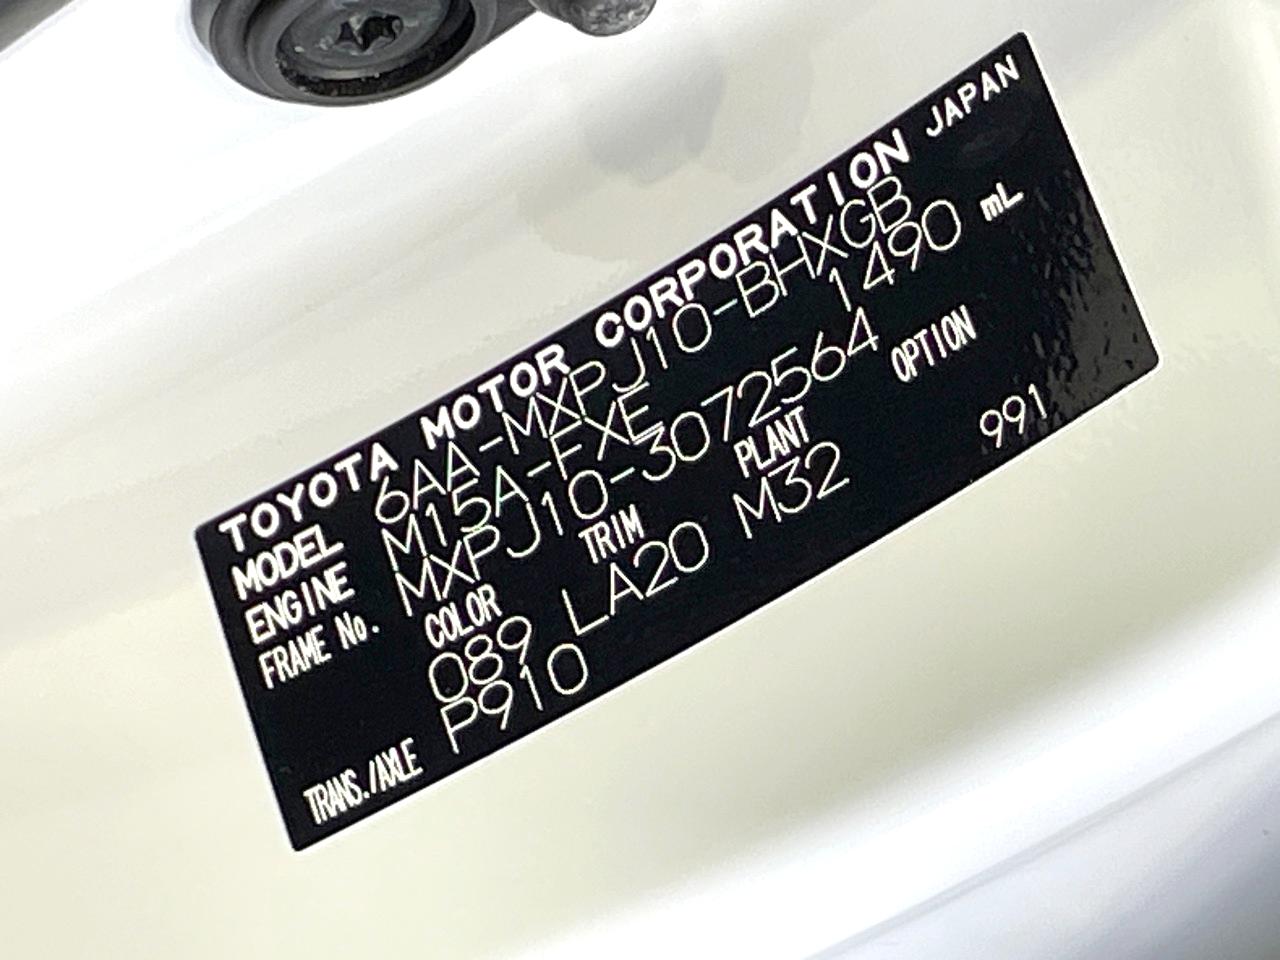 TOYOTA MOTOR CORPORATION JAPAN
MODEL 6AA-MXPJ10-BHXGB
ENGINE M15A-FXE 1490 mL
FRAME No. MXPJ10-3072564
COLOR TRIM PLANT OPTION
089 LA20 M32 991
TRANS./AXLE P910